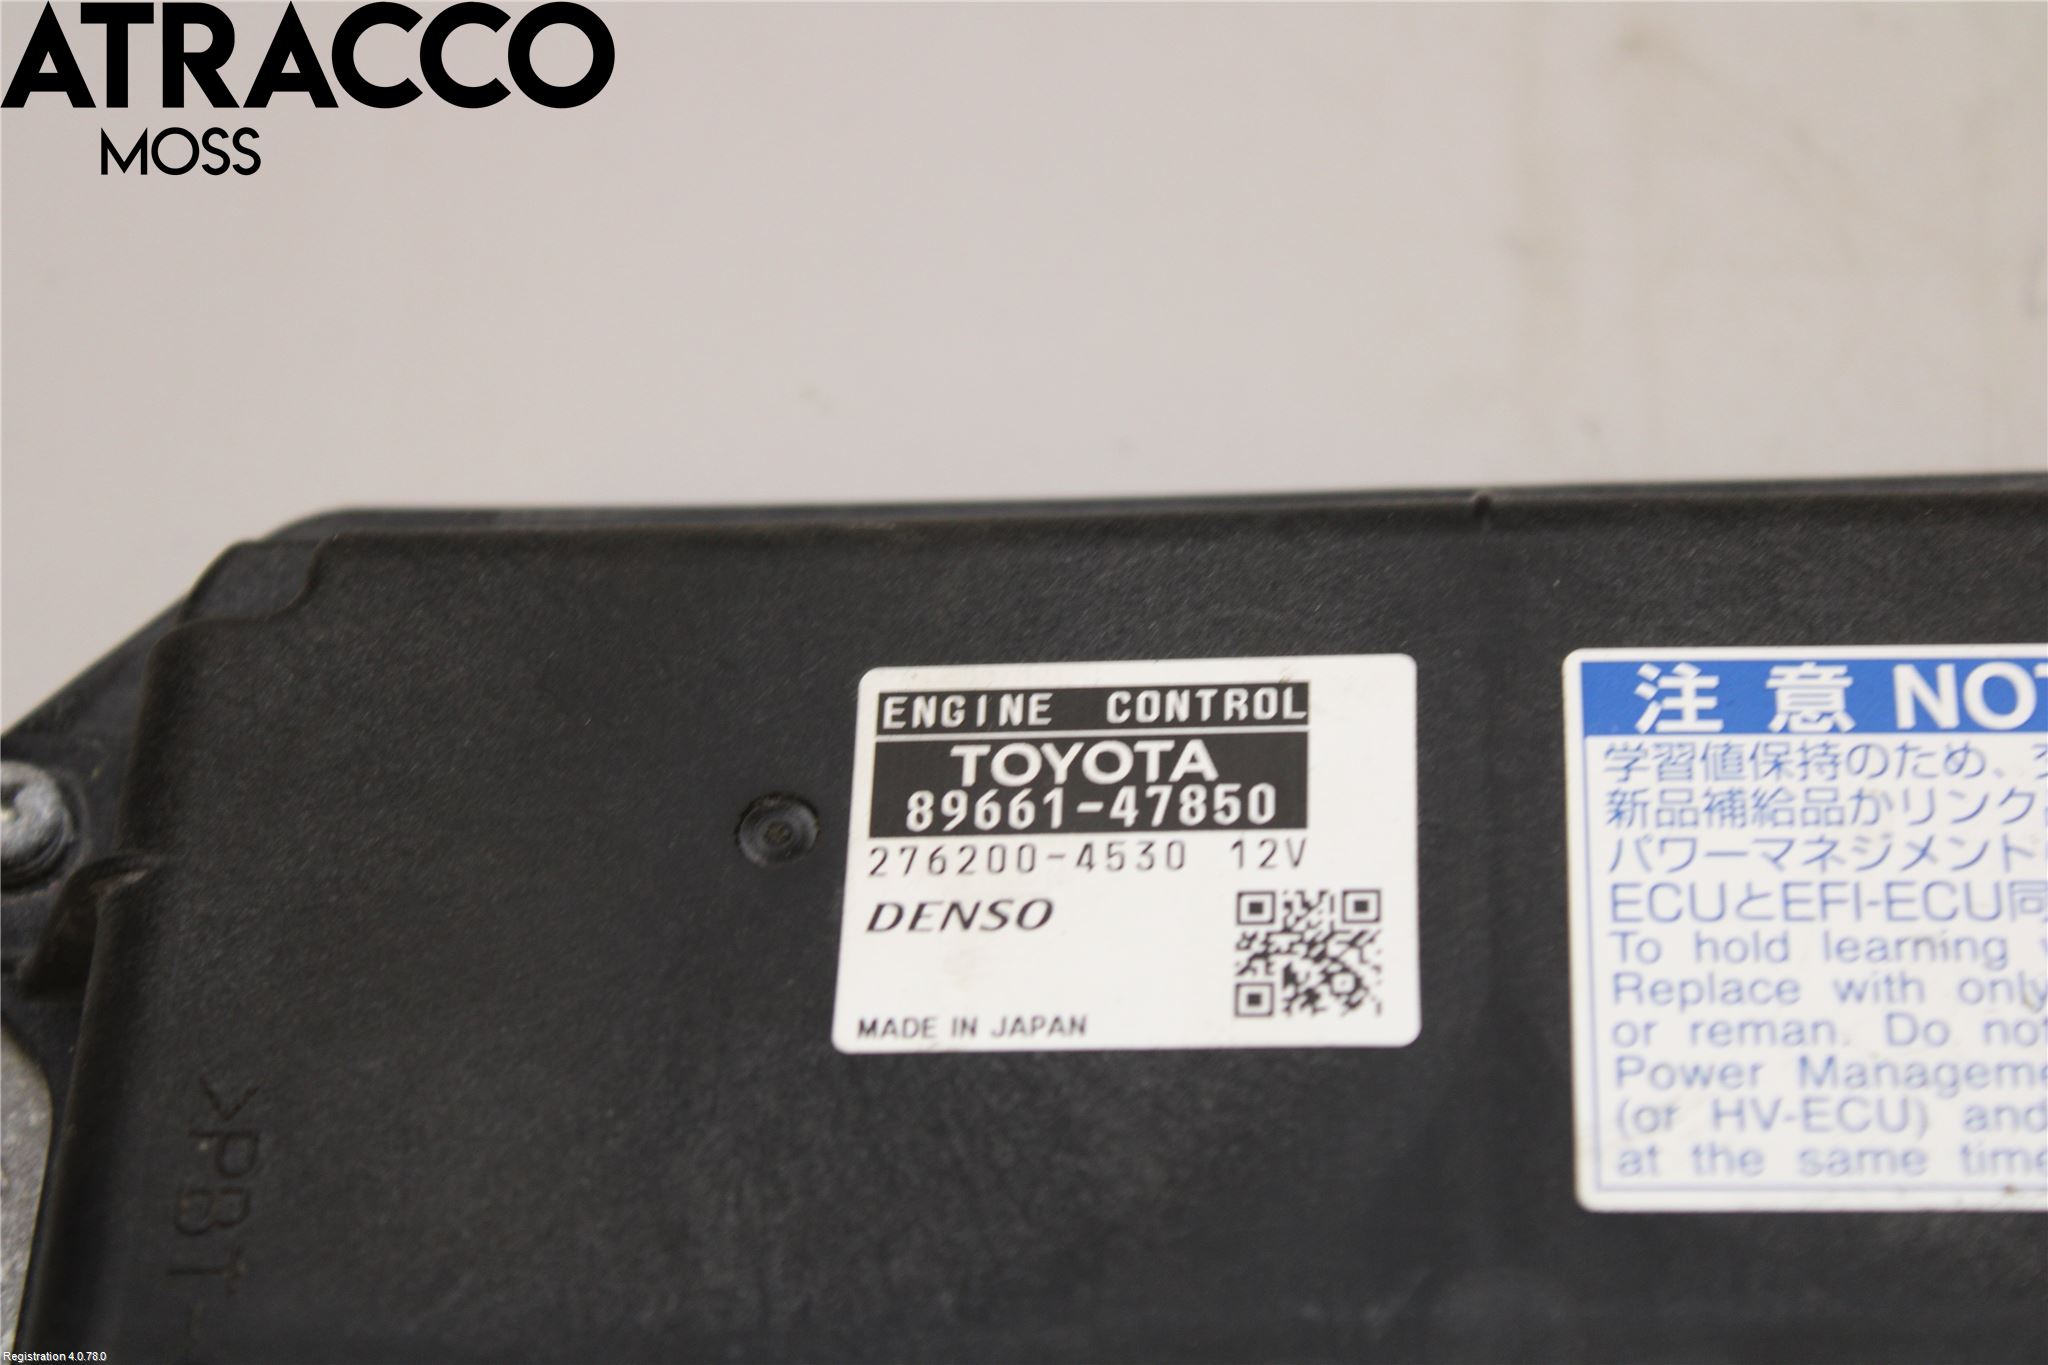 ATRACCO
MOSS
ENGINE CONTROL
TOYOTA
89661-47850
276200-4530 12V
DENSO
MADE IN JAPAN
注意 NOT
学習値保持のため、
新品補給品かリンク
パワーマネジメント
ECUとEFI-ECU同
To hold learning
Replace with only
or reman. Do not
Power Manageme
(or HV-ECU) and
at the same time
>PBT
Registration 4.0.78.0